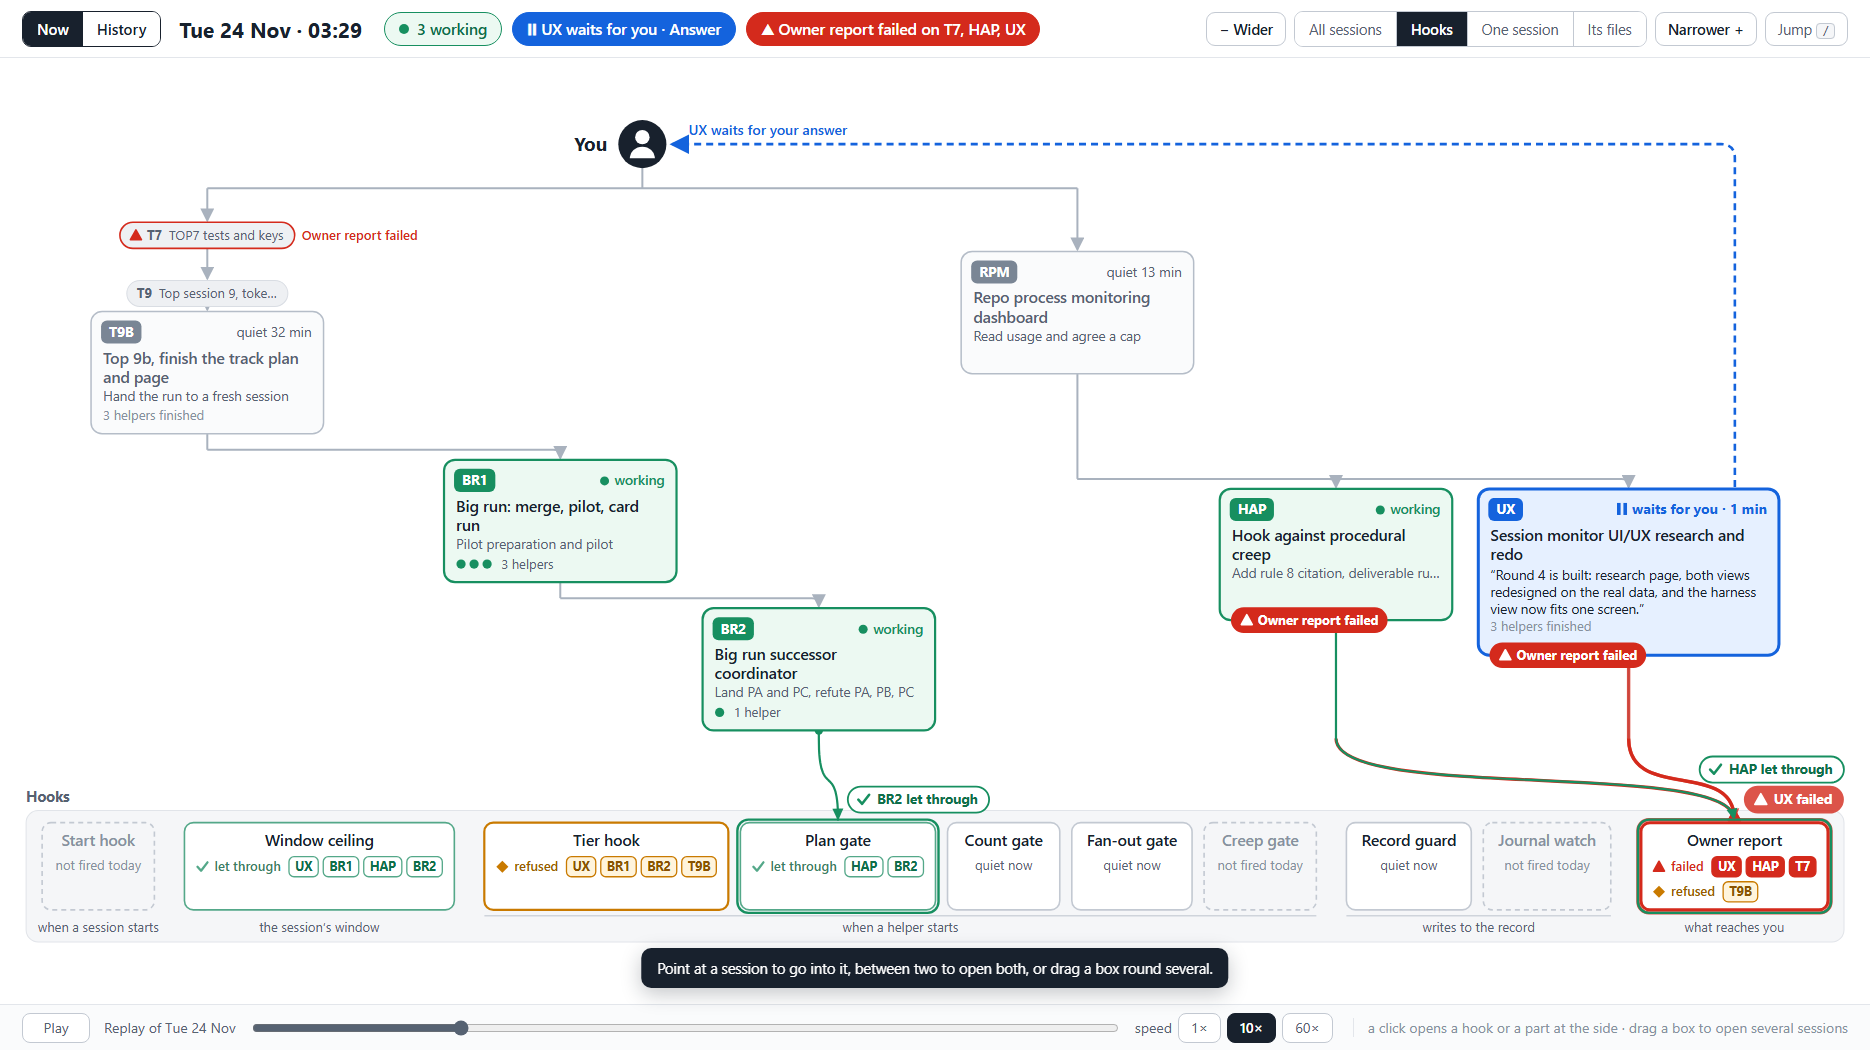 Now
History
Tue 24 Nov · 03:29
3 working
UX waits for you · Answer
Owner report failed on T7, HAP, UX
− Wider
All sessions
Hooks
One session
Its files
Narrower +
Jump /
You
UX waits for your answer
T7 TOP7 tests and keys
Owner report failed
T9 Top session 9, toke...
T9B
quiet 32 min
Top 9b, finish the track plan
and page
Hand the run to a fresh session
3 helpers finished
RPM
quiet 13 min
Repo process monitoring
dashboard
Read usage and agree a cap
BR1
working
Big run: merge, pilot, card
run
Pilot preparation and pilot
3 helpers
HAP
working
Hook against procedural
creep
Add rule 8 citation, deliverable ru...
Owner report failed
UX
waits for you · 1 min
Session monitor UI/UX research and
redo
“Round 4 is built: research page, both views
redesigned on the real data, and the harness
view now fits one screen.”
3 helpers finished
Owner report failed
BR2
working
Big run successor
coordinator
Land PA and PC, refute PA, PB, PC
1 helper
BR2 let through
HAP let through
UX failed
Hooks
Start hook
not fired today
Window ceiling
let through UX BR1 HAP BR2
Tier hook
refused UX BR1 BR2 T9B
Plan gate
let through HAP BR2
Count gate
quiet now
Fan-out gate
quiet now
Creep gate
not fired today
Record guard
quiet now
Journal watch
not fired today
Owner report
failed UX HAP T7
refused T9B
when a session starts
the session's window
when a helper starts
writes to the record
what reaches you
Point at a session to go into it, between two to open both, or drag a box round several.
Play
Replay of Tue 24 Nov
speed
1×
10×
60×
a click opens a hook or a part at the side · drag a box to open several sessions